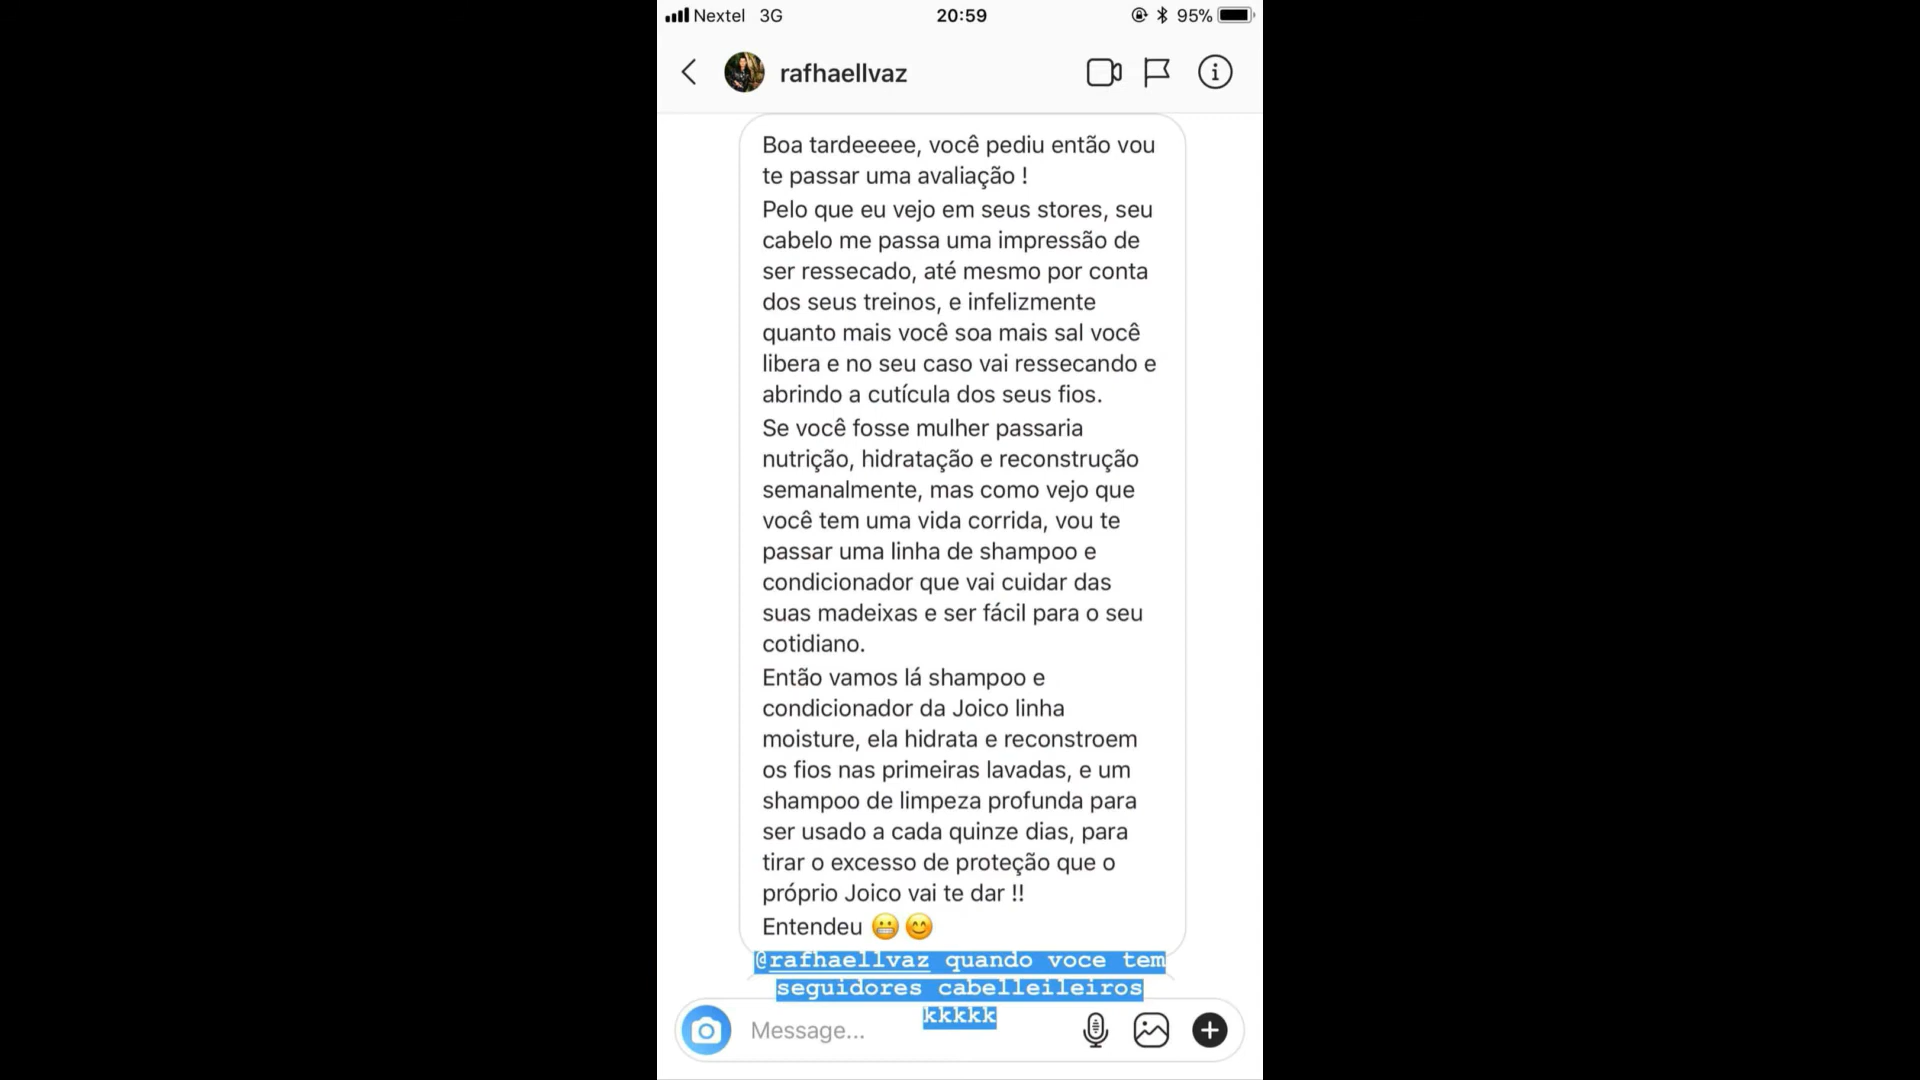 Nextel 3G 20:59 95%
rafhaellvaz
Boa tardeeeee, você pediu então vou
te passar uma avaliação !
Pelo que eu vejo em seus stores, seu
cabelo me passa uma impressão de
ser ressecado, até mesmo por conta
dos seus treinos, e infelizmente
quanto mais você soa mais sal você
libera e no seu caso vai ressecando e
abrindo a cutícula dos seus fios.
Se você fosse mulher passaria
nutrição, hidratação e reconstrução
semanalmente, mas como vejo que
você tem uma vida corrida, vou te
passar uma linha de shampoo e
condicionador que vai cuidar das
suas madeixas e ser fácil para o seu
cotidiano.
Então vamos lá shampoo e
condicionador da Joico linha
moisture, ela hidrata e reconstroem
os fios nas primeiras lavadas, e um
shampoo de limpeza profunda para
ser usado a cada quinze dias, para
tirar o excesso de proteção que o
próprio Joico vai te dar !!
Entendeu 😬😊
@rafhaellvaz quando voce tem
seguidores cabelleileiros
kkkkk
Message...